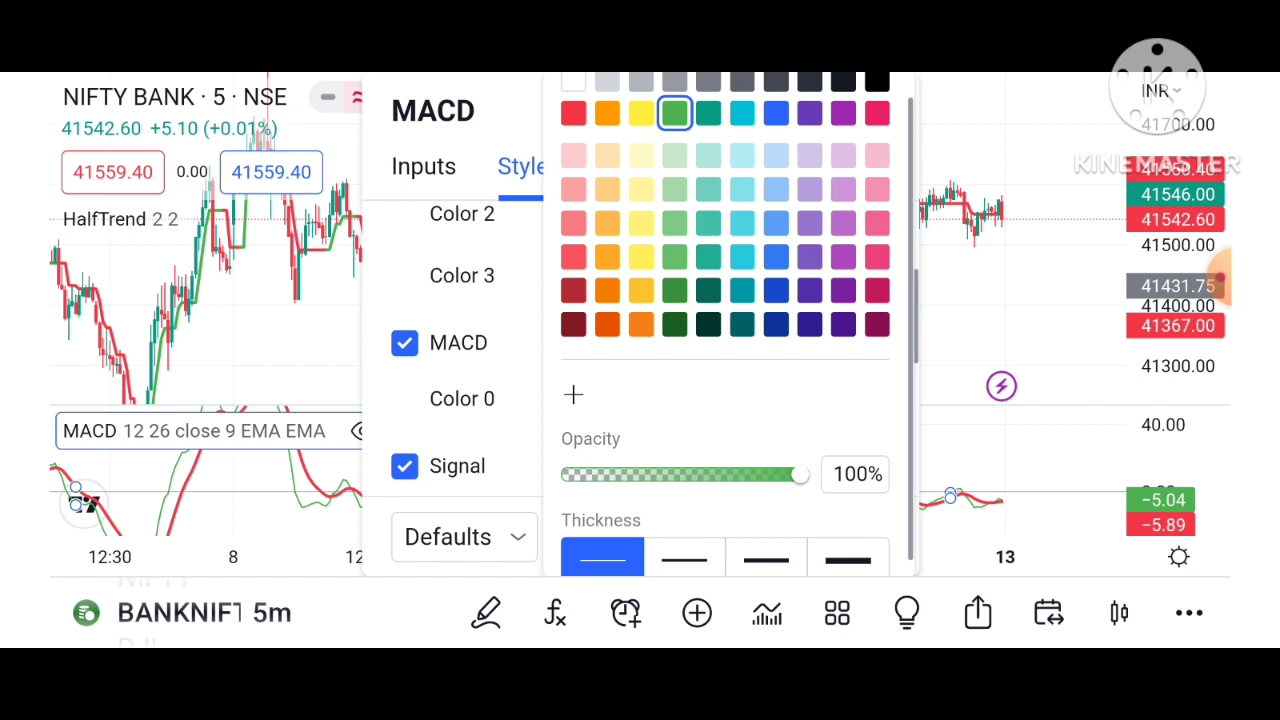 NIFTY BANK · 5 · NSE
41542.60 +5.10 (+0.01%)
41559.40 0.00 41559.40
HalfTrend 2 2
MACD 12 26 close 9 EMA EMA
12:30 8 12 13
MACD
Inputs Style
Color 2
Color 3
MACD
Color 0
Signal
Defaults
+
Opacity
100%
Thickness
INR
KINEMASTER
41700.00
41560.40
41546.00
41542.60
41500.00
41431.75
41400.00
41367.00
41300.00
40.00
−5.04
−5.89
BANKNIFT 5m